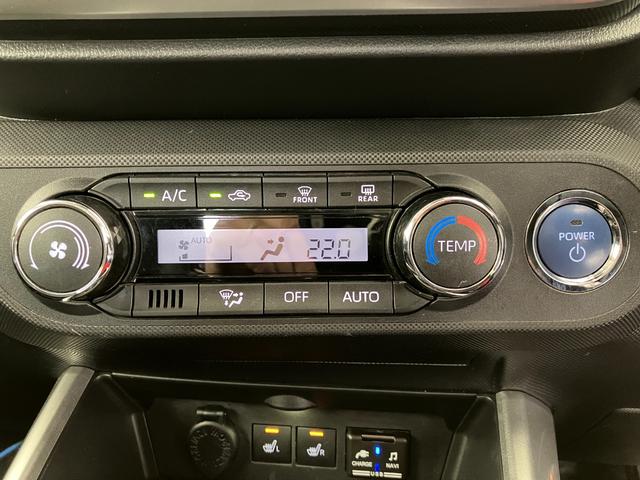 A/C
FRONT
REAR
AUTO
22.0
TEMP
POWER
OFF
AUTO
L
R
CHARGE
NAVI
USB